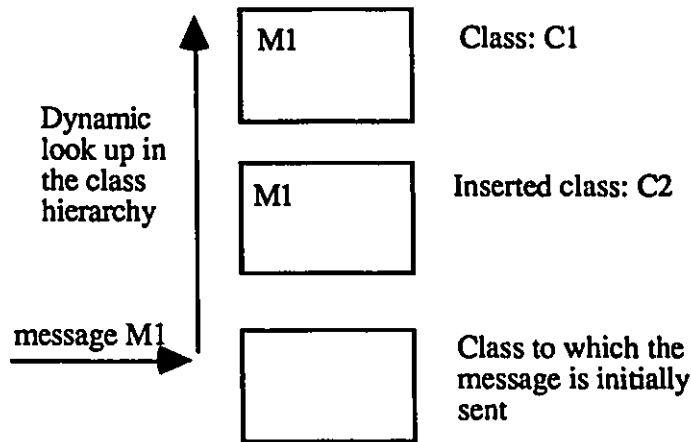 M1
Class: C1
Dynamic
look up in
the class
hierarchy
M1
Inserted class: C2
message M1
Class to which the
message is initially
sent